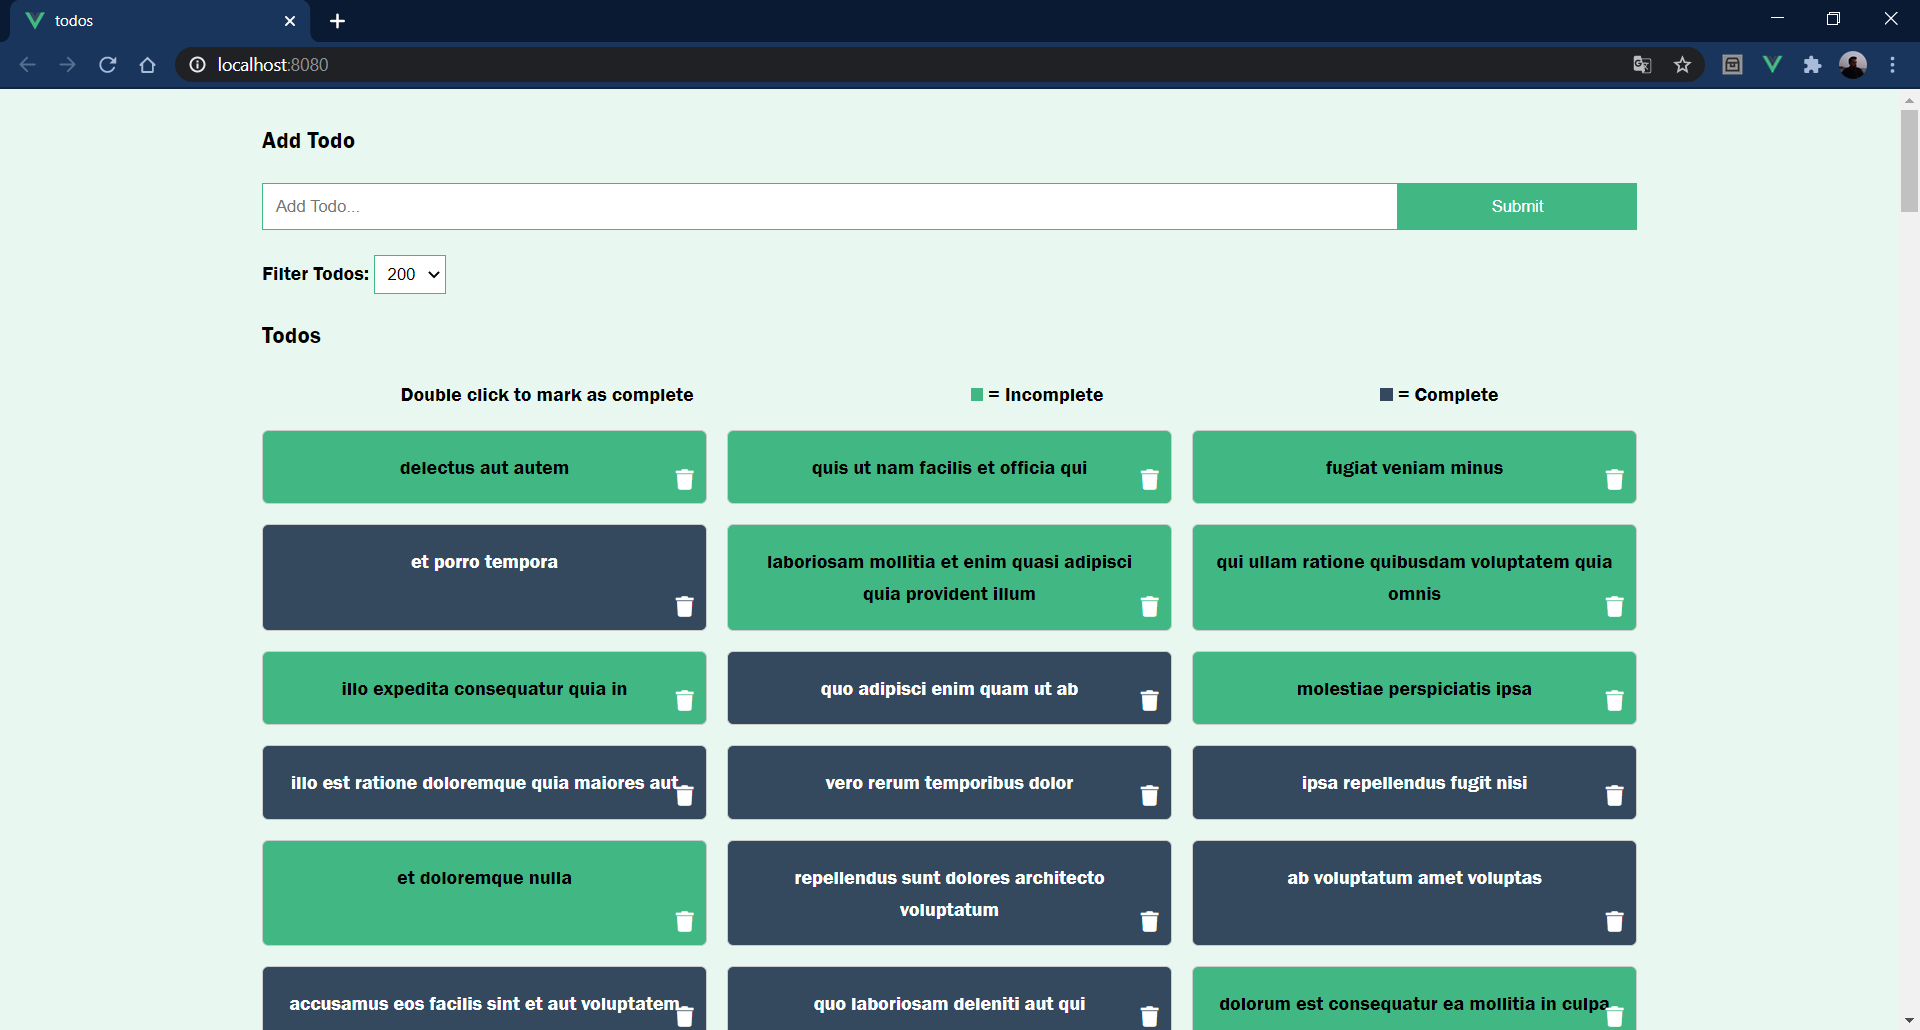 todos
localhost:8080
Add Todo
Add Todo...
Submit
Filter Todos: 200
Todos
Double click to mark as complete
= Incomplete
= Complete
delectus aut autem
quis ut nam facilis et officia qui
fugiat veniam minus
et porro tempora
laboriosam mollitia et enim quasi adipisci
quia provident illum
qui ullam ratione quibusdam voluptatem quia
omnis
illo expedita consequatur quia in
quo adipisci enim quam ut ab
molestiae perspiciatis ipsa
illo est ratione doloremque quia maiores aut
vero rerum temporibus dolor
ipsa repellendus fugit nisi
et doloremque nulla
repellendus sunt dolores architecto
voluptatum
ab voluptatum amet voluptas
accusamus eos facilis sint et aut voluptatem
quo laboriosam deleniti aut qui
dolorum est consequatur ea mollitia in culpa